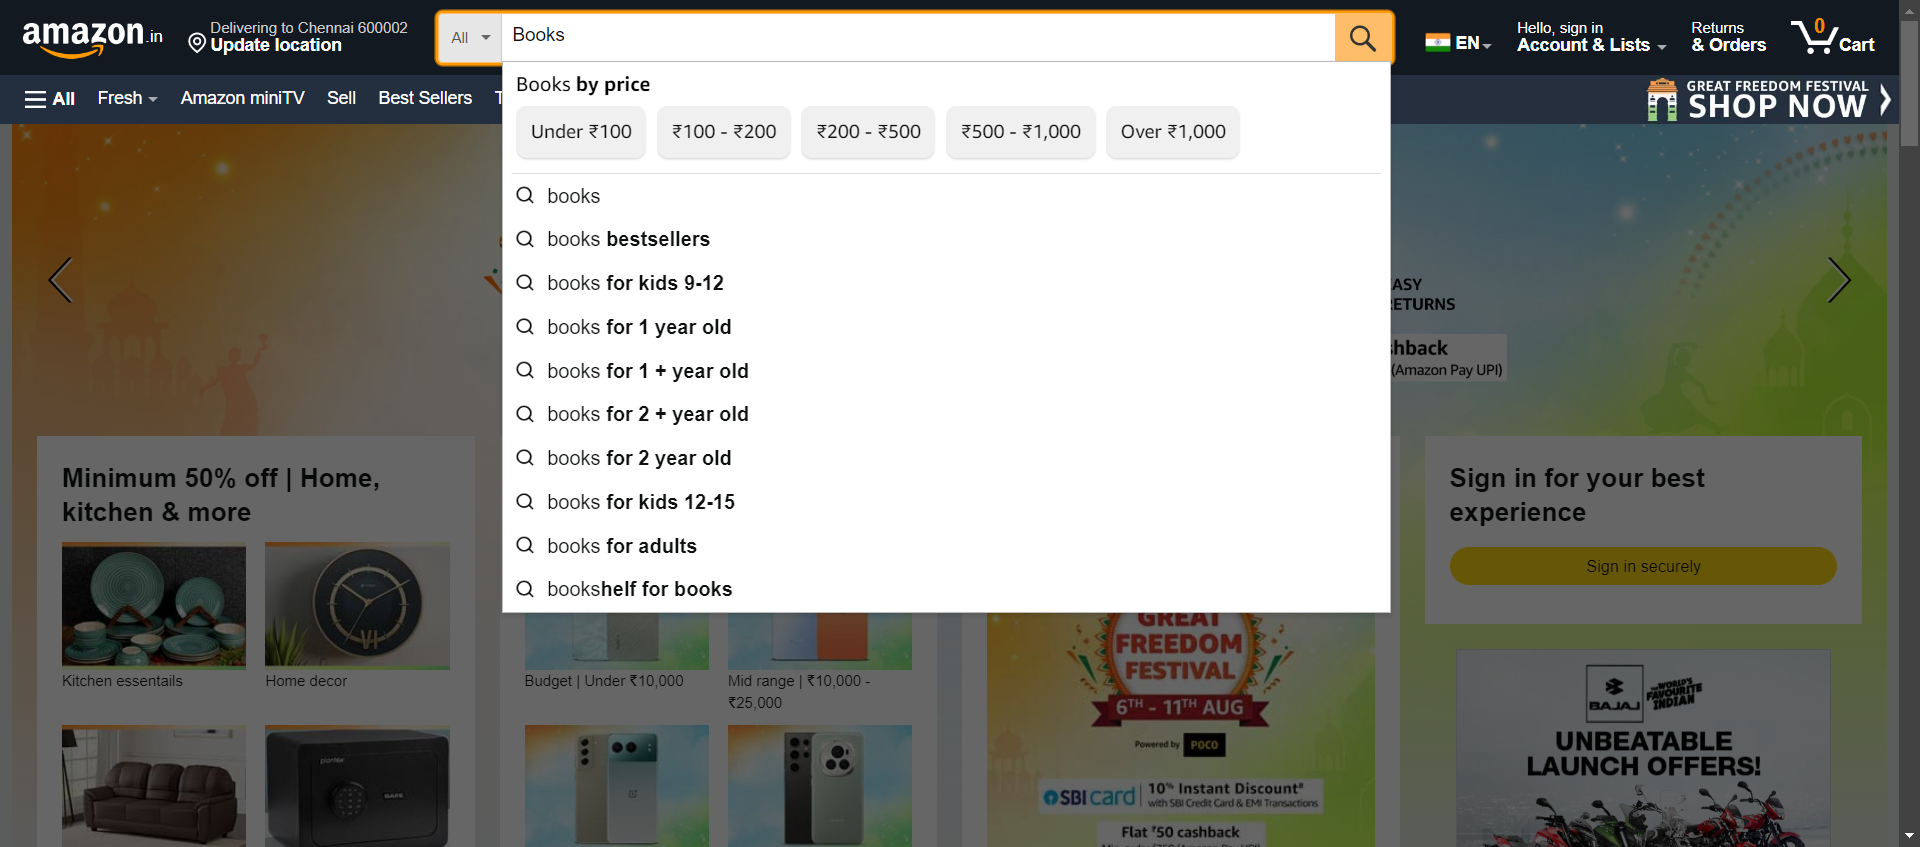 amazon.in
Delivering to Chennai 600002
Update location
All
Books
EN
Hello, sign in
Account & Lists
Returns
& Orders
0
Cart
All
Fresh
Amazon miniTV
Sell
Best Sellers
GREAT FREEDOM FESTIVAL
SHOP NOW
Books by price
Under ₹100
₹100 - ₹200
₹200 - ₹500
₹500 - ₹1,000
Over ₹1,000
books
books bestsellers
books for kids 9-12
books for 1 year old
books for 1 + year old
books for 2 + year old
books for 2 year old
books for kids 12-15
books for adults
bookshelf for books
(Amazon Pay UPI)
Minimum 50% off | Home,
kitchen & more
Kitchen essentails
Home decor
VI
plantex
SAFE
Budget | Under ₹10,000
Mid range | ₹10,000 -
₹25,000
GREAT
FREEDOM
FESTIVAL
6TH - 11TH AUG
Powered by POCO
SBI card
10% Instant Discount#
with SBI Credit Card & EMI Transactions
Flat ₹50 cashback
Sign in for your best
experience
Sign in securely
BAJAJ
THE WORLD'S
FAVOURITE
INDIAN
UNBEATABLE
LAUNCH OFFERS!